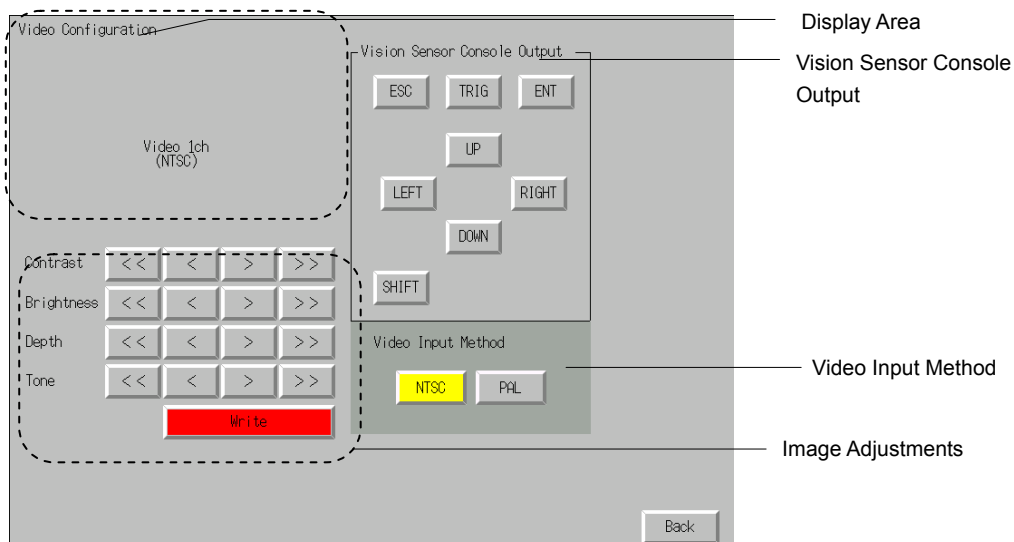 Video Configuration
Display Area
Vision Sensor Console Output
Vision Sensor Console
Output
ESC TRIG ENT
Video 1ch
(NTSC)
UP
LEFT RIGHT
DOWN
SHIFT
Contrast << < > >>
Brightness << < > >>
Depth << < > >>
Tone << < > >>
Write
Video Input Method
NTSC PAL
Video Input Method
Image Adjustments
Back